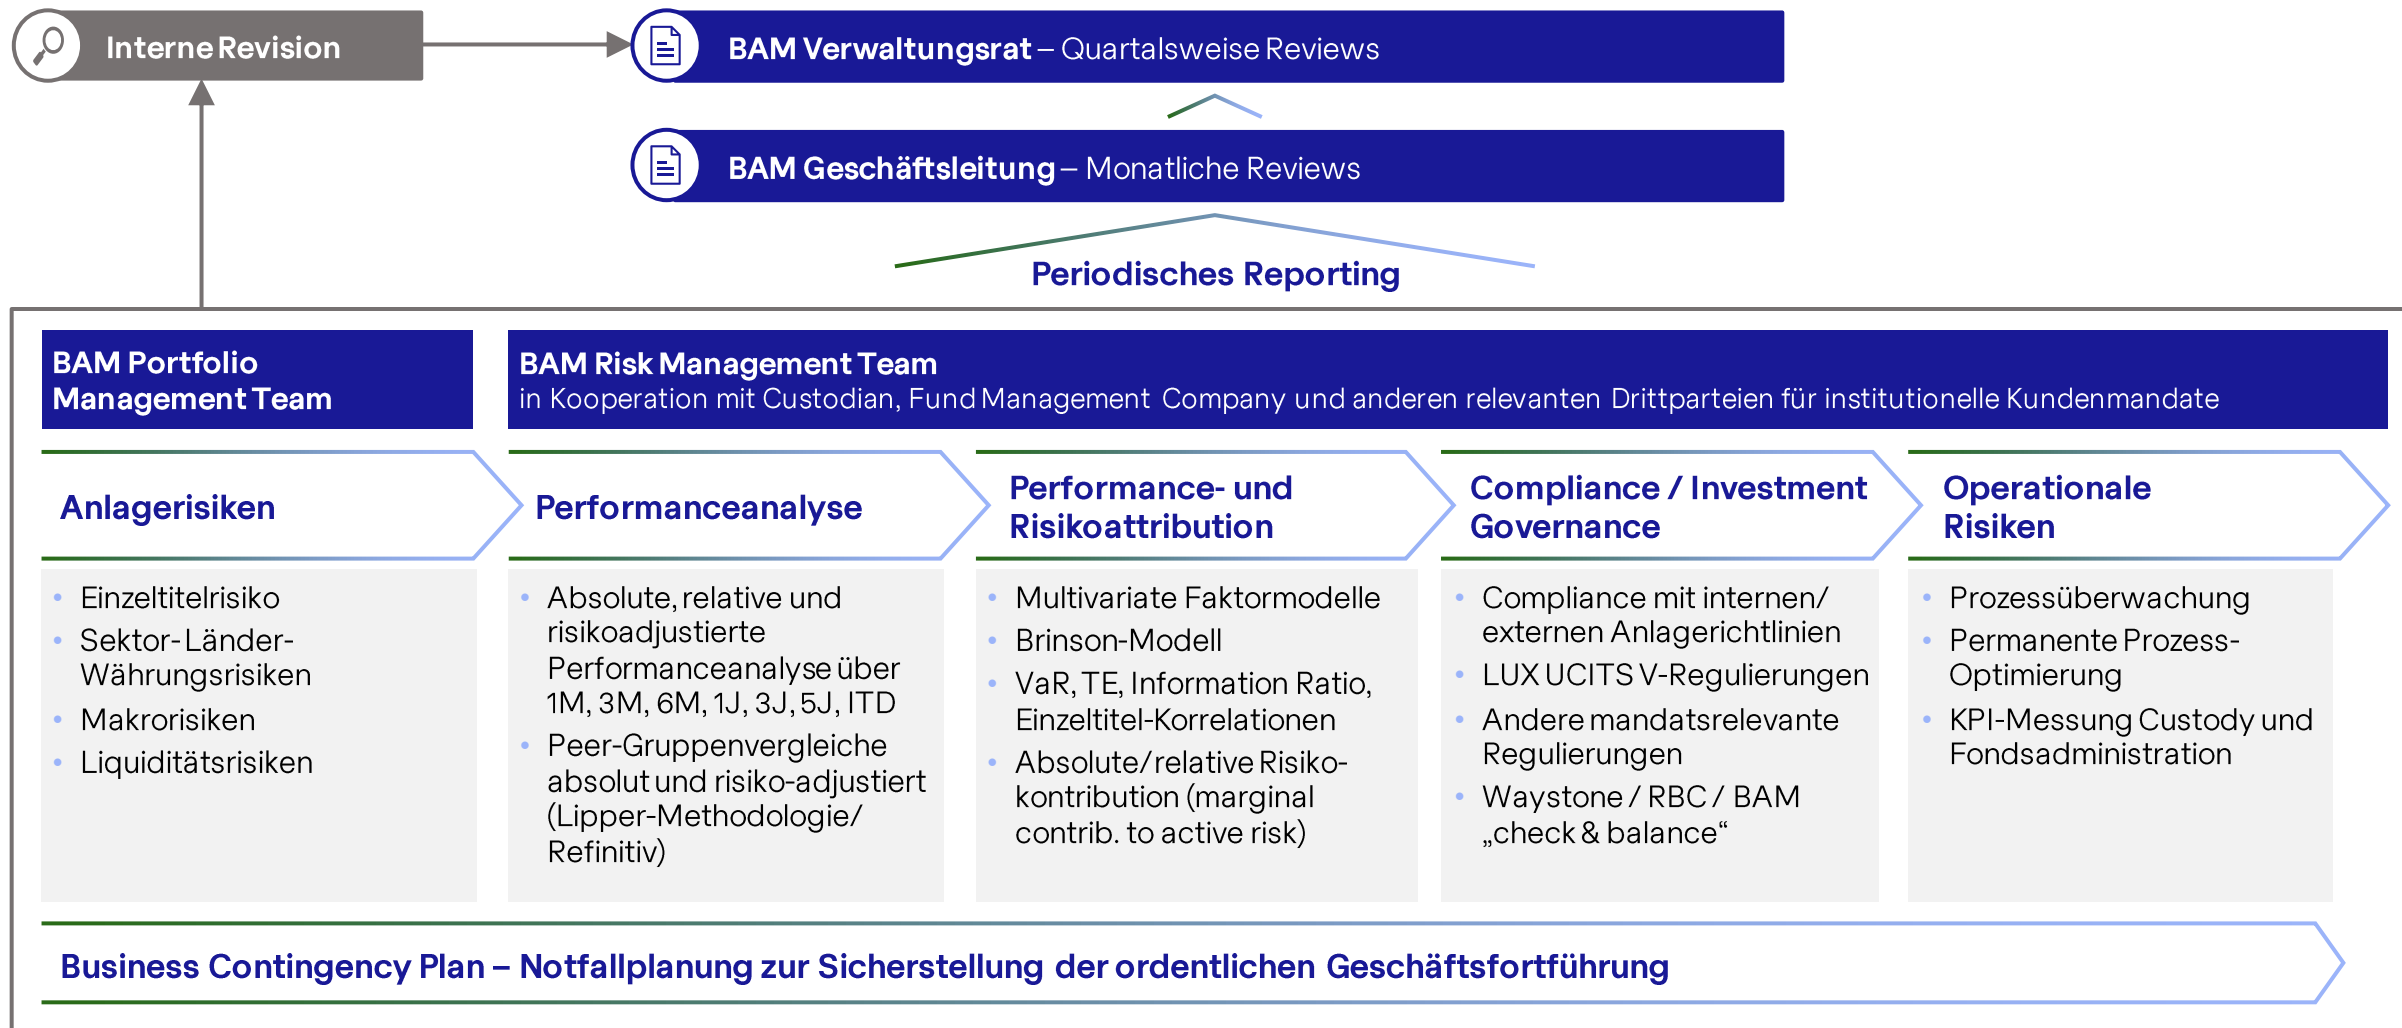 Interne Revision
BAM Verwaltungsrat – Quartalsweise Reviews
BAM Geschäftsleitung – Monatliche Reviews
Periodisches Reporting
BAM Portfolio
Management Team
BAM Risk Management Team
in Kooperation mit Custodian, Fund Management Company und anderen relevanten Drittparteien für institutionelle Kundenmandate
Anlagerisiken
• Einzeltitelrisiko
• Sektor-Länder-
Währungsrisiken
• Makrorisiken
• Liquiditätsrisiken
Performanceanalyse
• Absolute, relative und
risikoadjustierte
Performanceanalyse über
1M, 3M, 6M, 1J, 3J, 5J, ITD
• Peer-Gruppenvergleiche
absolut und risiko-adjustiert
(Lipper-Methodologie/
Refinitiv)
Performance- und
Risikoattribution
• Multivariate Faktormodelle
• Brinson-Modell
• VaR, TE, Information Ratio,
Einzeltitel-Korrelationen
• Absolute/relative Risiko-
kontribution (marginal
contrib. to active risk)
Compliance / Investment
Governance
• Compliance mit internen/
externen Anlagerichtlinien
• LUX UCITS V-Regulierungen
• Andere mandatsrelevante
Regulierungen
• Waystone / RBC / BAM
„check & balance“
Operationale
Risiken
• Prozessüberwachung
• Permanente Prozess-
Optimierung
• KPI-Messung Custody und
Fondsadministration
Business Contingency Plan – Notfallplanung zur Sicherstellung der ordentlichen Geschäftsfortführung